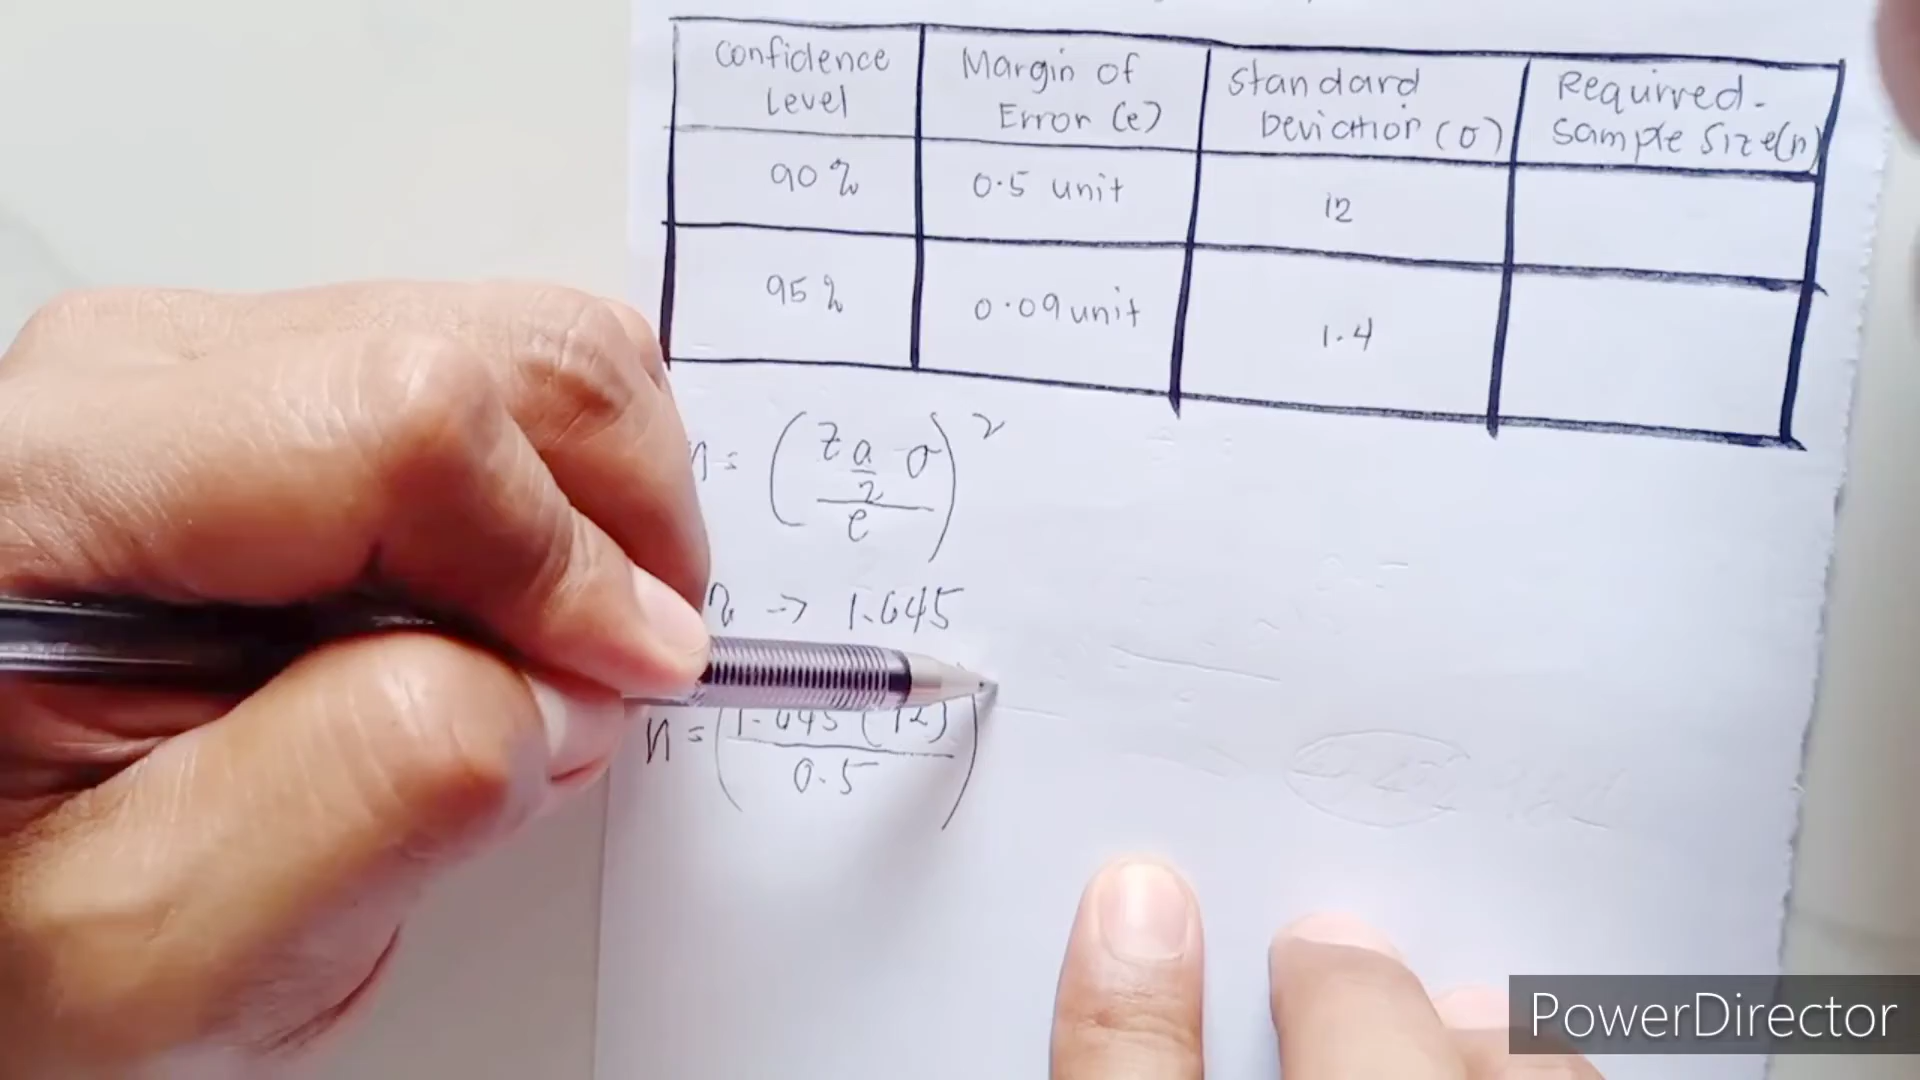 Confidence Level
Margin of Error (e)
Standard Deviation (σ)
Requirred- Sample Size(n)
90%
0.5 unit
12
95%
0.09 unit
1.4
n = (Z a/2 σ / e)²
→ 1.645
n = (1.645 (12) / 0.5)
PowerDirector